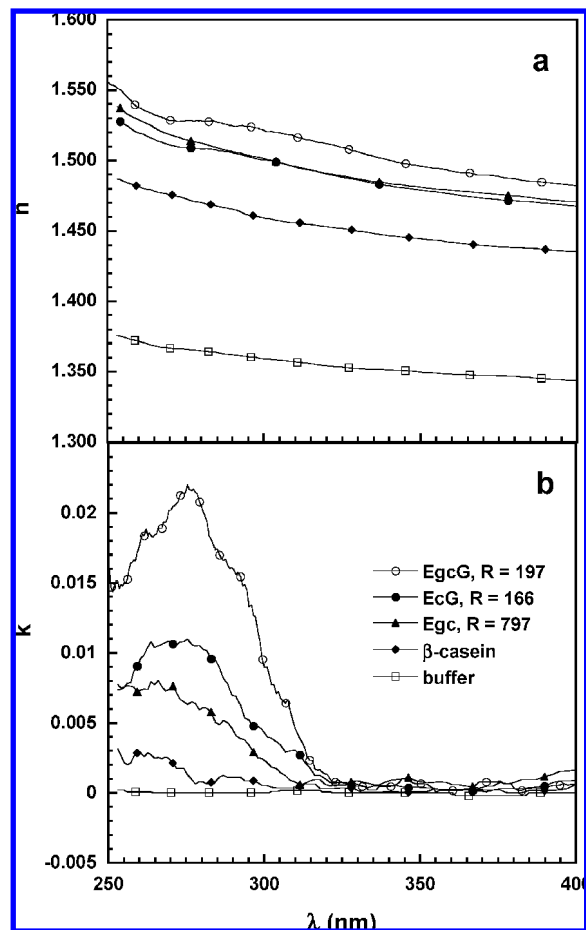 1.600
a
1.550
1.500
n
1.450
1.400
1.350
1.300
b
0.02
EgcG, R = 197
0.015
EcG, R = 166
Egc, R = 797
k
0.01
β-casein
buffer
0.005
0
-0.005
250 300 350 400
λ (nm)